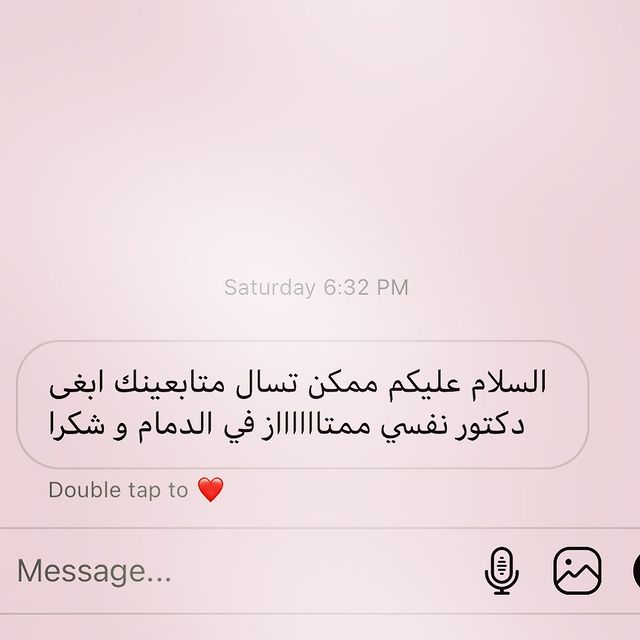 Saturday 6:32 PM
السلام عليكم ممكن تسال متابعينك ابغى
دكتور نفسي ممتاااااااز في الدمام و شكرا
Double tap to ❤️
Message...